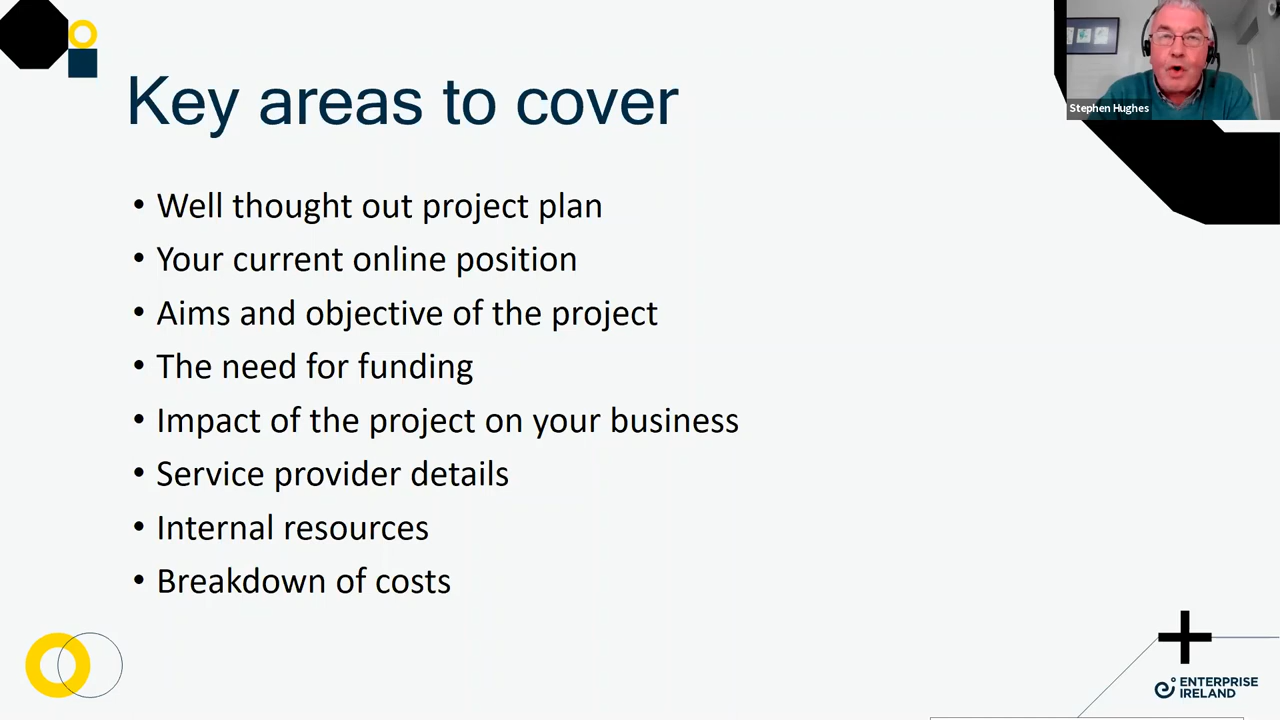 Key areas to cover
Stephen Hughes
• Well thought out project plan
• Your current online position
• Aims and objective of the project
• The need for funding
• Impact of the project on your business
• Service provider details
• Internal resources
• Breakdown of costs
ENTERPRISE
IRELAND